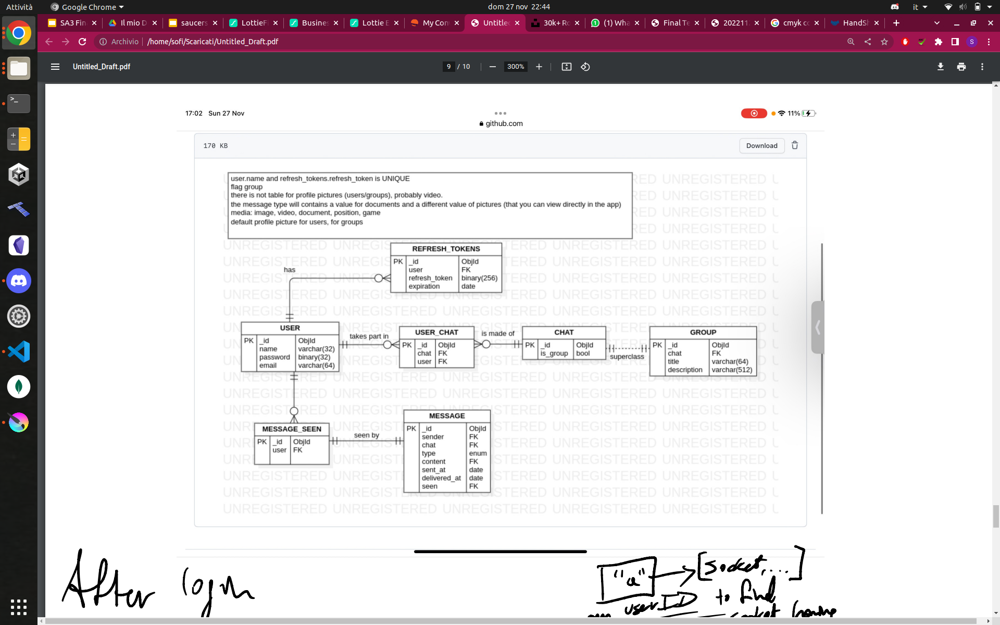 Attività
Google Chrome
dom 27 nov 22:44
it
SA3 Fin
Il mio D
saucers
LottieFi
Busines
Lottie E
My Con
Untitled
30k+ Ro
(1) Wha
Final Te
2022112
cmyk co
HandSh
Archivio
/home/sofi/Scaricati/Untitled_Draft.pdf
S
Untitled_Draft.pdf
9 / 10
300%
17:02 Sun 27 Nov
11%
github.com
170 KB
Download
user.name and refresh_tokens.refresh_token is UNIQUE
flag group
there is not table for profile pictures (users/groups), probably video.
the message type will contains a value for documents and a different value of pictures (that you can view directly in the app)
media: image, video, document, position, game
default profile picture for users, for groups
REFRESH_TOKENS
PK _id ObjId
user FK
refresh_token binary(256)
expiration date
has
USER
PK _id ObjId
name varchar(32)
password binary(32)
email varchar(64)
takes part in
USER_CHAT
PK _id ObjId
chat FK
user FK
is made of
CHAT
PK _id ObjId
is_group bool
superclass
GROUP
PK _id ObjId
chat FK
title varchar(64)
description varchar(512)
MESSAGE_SEEN
PK _id ObjId
user FK
seen by
MESSAGE
PK _id ObjId
sender FK
chat FK
type enum
content FK
sent_at date
delivered_at date
seen FK
UNREGISTERED UNREGISTERED UNREGISTERED UNREGISTERED UNREGISTERED U
After login
"a" [socket, ....]
userID to find
socket